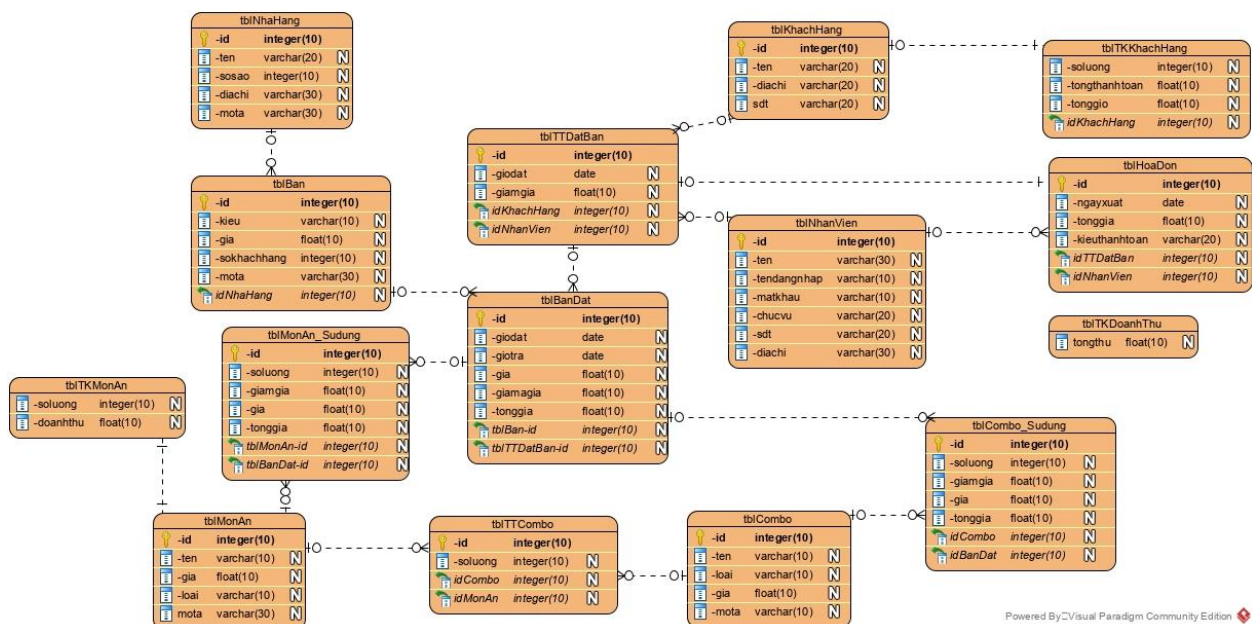 tblNhaHang
-id integer(10)
-ten varchar(20) N
-sosao integer(10) N
-diachi varchar(30) N
-mota varchar(30) N
tblKhachHang
-id integer(10)
-ten varchar(20) N
-diachi varchar(20) N
sdt varchar(20) N
tblTKKhachHang
-soluong integer(10) N
-tongthanhtoan float(10) N
-tonggio float(10) N
idKhachHang integer(10) N
tblTTDatBan
-id integer(10)
-giodat date N
-giamgia float(10) N
idKhachHang integer(10) N
idNhanVien integer(10) N
tblHoaDon
-id integer(10)
-ngayxuat date N
-tonggia float(10) N
-kieuthanhtoan varchar(20) N
idTTDatBan integer(10) N
idNhanVien integer(10) N
tblBan
-id integer(10)
-kieu varchar(10) N
-gia float(10) N
-sokhachhang integer(10) N
-mota varchar(30) N
idNhaHang integer(10) N
tblNhanVien
-id integer(10)
-ten varchar(30) N
-tendangnhap varchar(10) N
-matkhau varchar(10) N
-chucvu varchar(20) N
-sdt varchar(20) N
-diachi varchar(30) N
tblBanDat
-id integer(10)
-giodat date N
-giotra date N
-gia float(10) N
-giamagia float(10) N
-tonggia float(10) N
tblBan-id integer(10) N
tblTTDatBan-id integer(10) N
tblTKDoanhThu
tongthu float(10) N
tblMonAn_Sudung
-id integer(10)
-soluong integer(10) N
-giamgia float(10) N
-gia float(10) N
-tonggia float(10) N
tblMonAn-id integer(10) N
tblBanDat-id integer(10) N
tblTKMonAn
-soluong integer(10) N
-doanhthu float(10) N
tblCombo_Sudung
-id integer(10)
-soluong integer(10) N
-giamgia float(10) N
-gia float(10) N
-tonggia float(10) N
idCombo integer(10) N
idBanDat integer(10) N
tblMonAn
-id integer(10)
-ten varchar(10) N
-gia float(10) N
-loai varchar(10) N
mota varchar(30) N
tblTTCombo
-id integer(10)
-soluong integer(10) N
idCombo integer(10) N
idMonAn integer(10) N
tblCombo
-id integer(10)
-ten varchar(10) N
-loai varchar(10) N
-gia float(10) N
-mota varchar(10) N
Powered By Visual Paradigm Community Edition